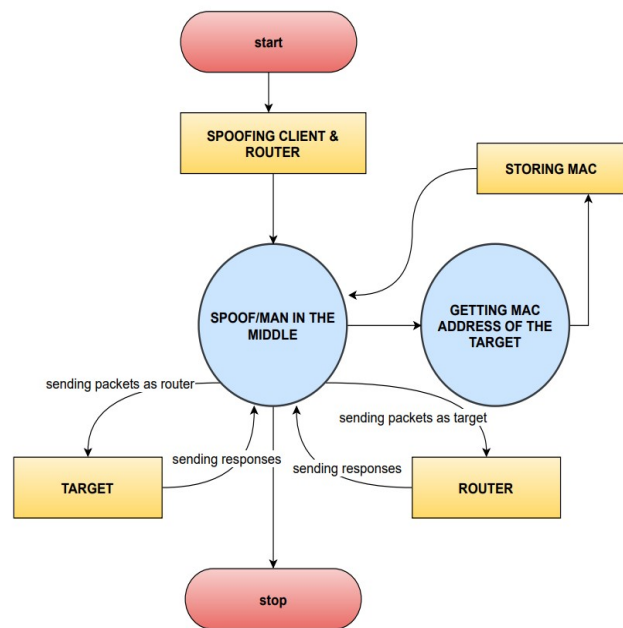 start
SPOOFING CLIENT &
ROUTER
STORING MAC
SPOOF/MAN IN THE
MIDDLE
GETTING MAC
ADDRESS OF THE
TARGET
sending packets as router
sending packets as target
sending responses
sending responses
TARGET
ROUTER
stop